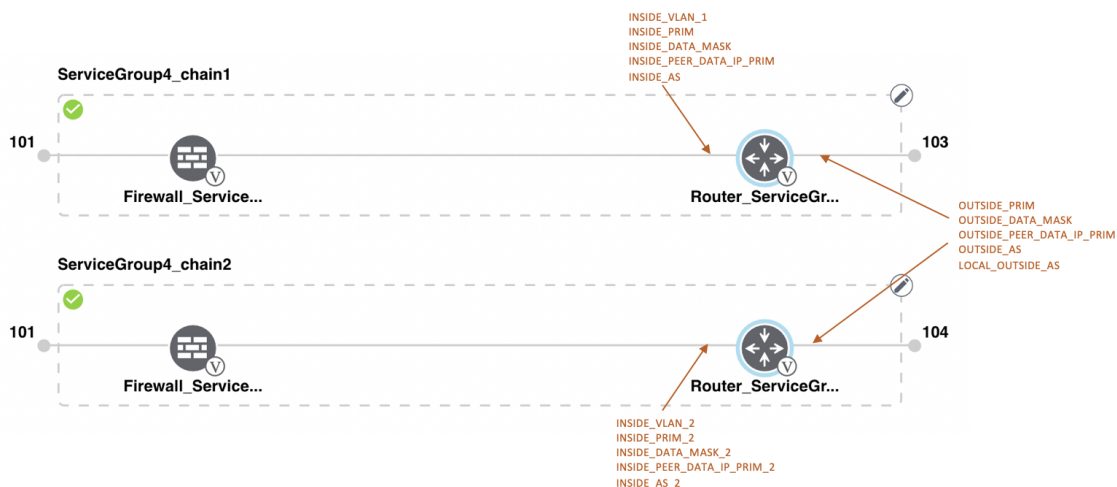 INSIDE_VLAN_1
INSIDE_PRIM
INSIDE_DATA_MASK
INSIDE_PEER_DATA_IP_PRIM
INSIDE_AS
ServiceGroup4_chain1
101
103
V
V
Firewall_Service...
Router_ServiceGr...
OUTSIDE_PRIM
OUTSIDE_DATA_MASK
OUTSIDE_PEER_DATA_IP_PRIM
OUTSIDE_AS
LOCAL_OUTSIDE_AS
ServiceGroup4_chain2
101
104
V
V
Firewall_Service...
Router_ServiceGr...
INSIDE_VLAN_2
INSIDE_PRIM_2
INSIDE_DATA_MASK_2
INSIDE_PEER_DATA_IP_PRIM_2
INSIDE_AS_2